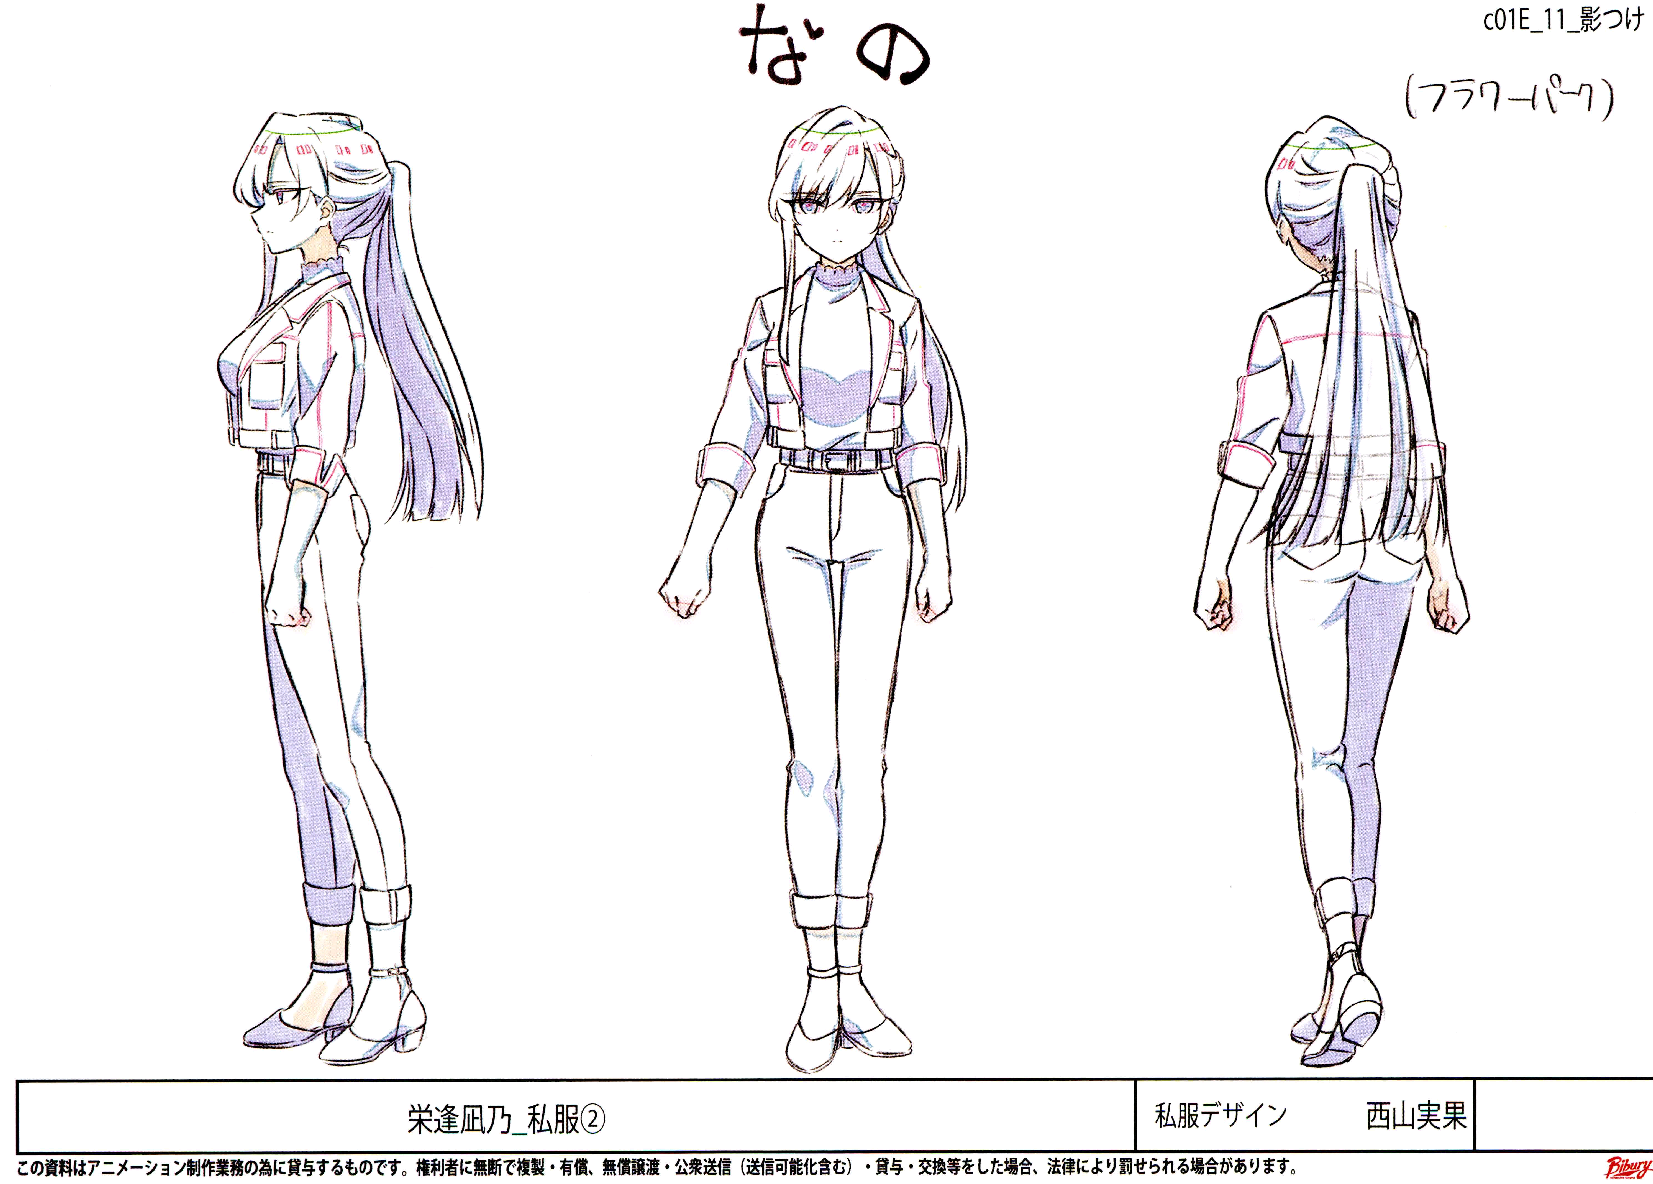 c01E_11_影つけ
なの
(フラワーパーク)
栄逢凪乃_私服②
私服デザイン 西山実果
この資料はアニメーション制作業務の為に貸与するものです。権利者に無断で複製・有償、無償譲渡・公衆送信（送信可能化含む）・貸与・交換等をした場合、法律により罰せられる場合があります。
Bibury